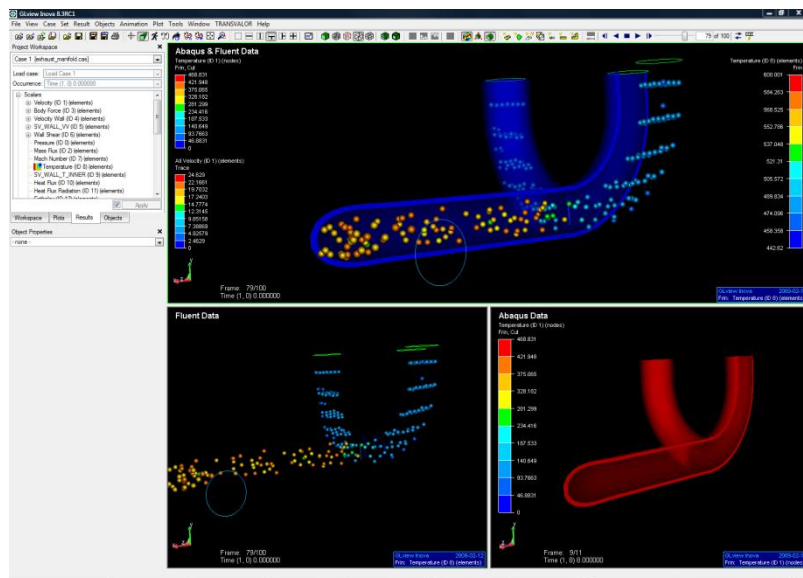 GLview Inova 8.3RC1
File View Case Set Result Objects Animation Plot Tools Window TRANSVALOR Help
79 of 100
Project Workspace
Case 1 [exhaust_manifold.cas]
Load case: Load Case 1
Occurrence: Time (1, 0) 0.000000
Scalars
Velocity (ID 1) (elements)
Body Force (ID 3) (elements)
Velocity Wall (ID 4) (elements)
SV_WALL_VV (ID 5) (elements)
Wall Shear (ID 6) (elements)
Pressure (ID 0) (elements)
Mass Flux (ID 2) (elements)
Mach Number (ID 7) (elements)
Temperature (ID 8) (elements)
SV_WALL_T_INNER (ID 9) (elements)
Heat Flux (ID 10) (elements)
Heat Flux Radiation (ID 11) (elements)
Apply
Workspace Plots Results Objects
Object Properties
- none -
Abaqus & Fluent Data
Temperature (ID 1) (nodes)
Frin, Cut
468.831
421.948
375.065
328.182
281.299
234.416
187.533
140.649
93.7663
46.8831
0
All Velocity (ID 1) (elements)
Trace
24.629
22.1661
19.7032
17.2403
14.7774
12.3145
9.85158
7.38869
4.92579
2.4629
0
Temperature (ID 8) (elements)
608.001
584.263
568.525
552.786
537.048
521.31
505.572
489.834
474.096
458.358
442.62
Frame: 79/100
Time (1, 0) 0.000000
GLview Inova
Frin: Temperature (ID 8) (elements)
Fluent Data
Frame: 79/100
Time (1, 0) 0.000000
GLview Inova 2009-02-12
Frin: Temperature (ID 8) (elements)
Abaqus Data
Temperature (ID 1) (nodes)
Frin, Cut
468.831
421.948
375.065
328.182
281.299
234.416
187.533
140.649
93.7663
46.8831
0
Frame: 9/11
Time (1, 8) 8.000000
GLview Inova 2009-02-12
Frin: Temperature (ID 1) (nodes)